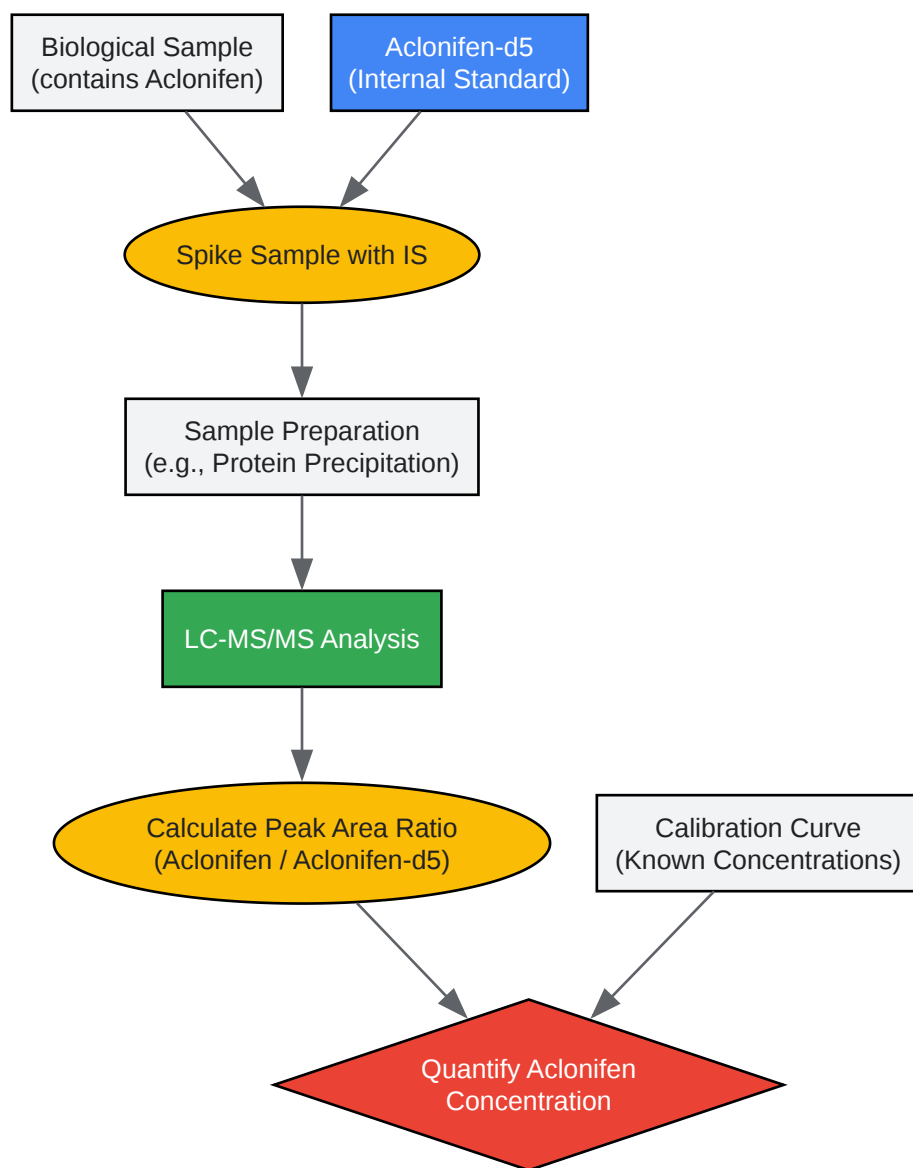 Biological Sample
(contains Aclonifen)
Aclonifen-d5
(Internal Standard)
Spike Sample with IS
Sample Preparation
(e.g., Protein Precipitation)
LC-MS/MS Analysis
Calculate Peak Area Ratio
(Aclonifen / Aclonifen-d5)
Calibration Curve
(Known Concentrations)
Quantify Aclonifen
Concentration